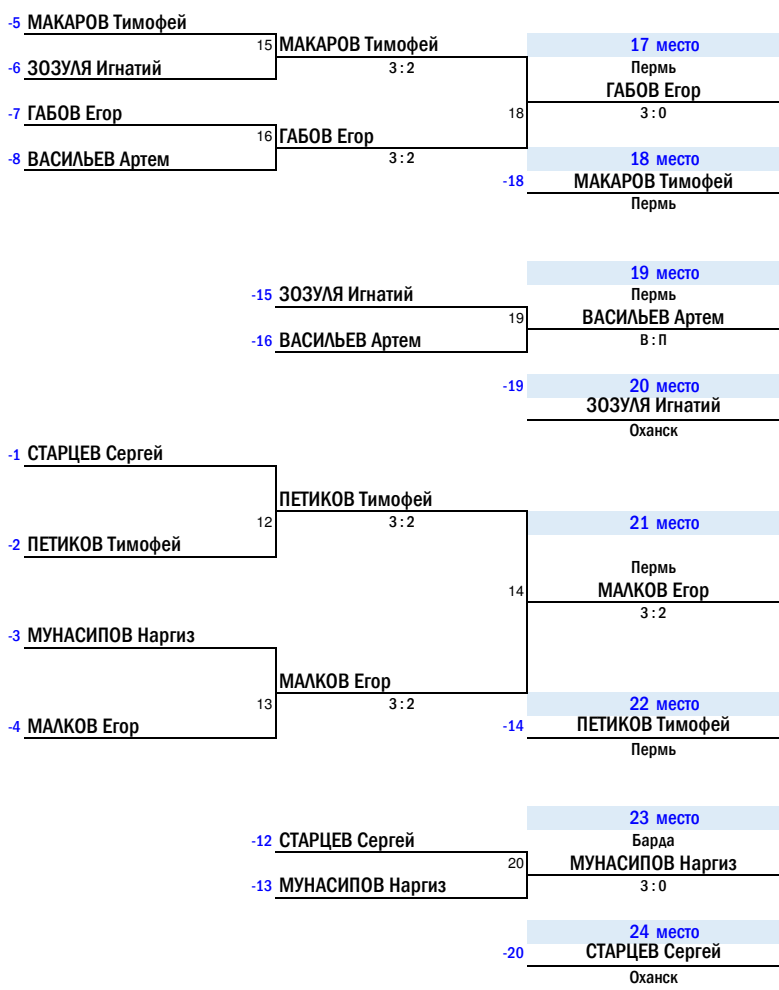 -5 МАКАРОВ Тимофей
15 МАКАРОВ Тимофей
17 место
-6 ЗОЗУЛЯ Игнатий
3 : 2
Пермь
ГАБОВ Егор
-7 ГАБОВ Егор
18
3 : 0
16 ГАБОВ Егор
-8 ВАСИЛЬЕВ Артем
3 : 2
18 место
-18 МАКАРОВ Тимофей
Пермь
19 место
-15 ЗОЗУЛЯ Игнатий
Пермь
19
ВАСИЛЬЕВ Артем
-16 ВАСИЛЬЕВ Артем
В : П
-19
20 место
ЗОЗУЛЯ Игнатий
Оханск
-1 СТАРЦЕВ Сергей
ПЕТИКОВ Тимофей
12
3 : 2
21 место
-2 ПЕТИКОВ Тимофей
Пермь
14
МАЛКОВ Егор
3 : 2
-3 МУНАСИПОВ Наргиз
МАЛКОВ Егор
13
3 : 2
22 место
-4 МАЛКОВ Егор
-14 ПЕТИКОВ Тимофей
Пермь
23 место
-12 СТАРЦЕВ Сергей
Барда
20
МУНАСИПОВ Наргиз
-13 МУНАСИПОВ Наргиз
3 : 0
24 место
-20 СТАРЦЕВ Сергей
Оханск